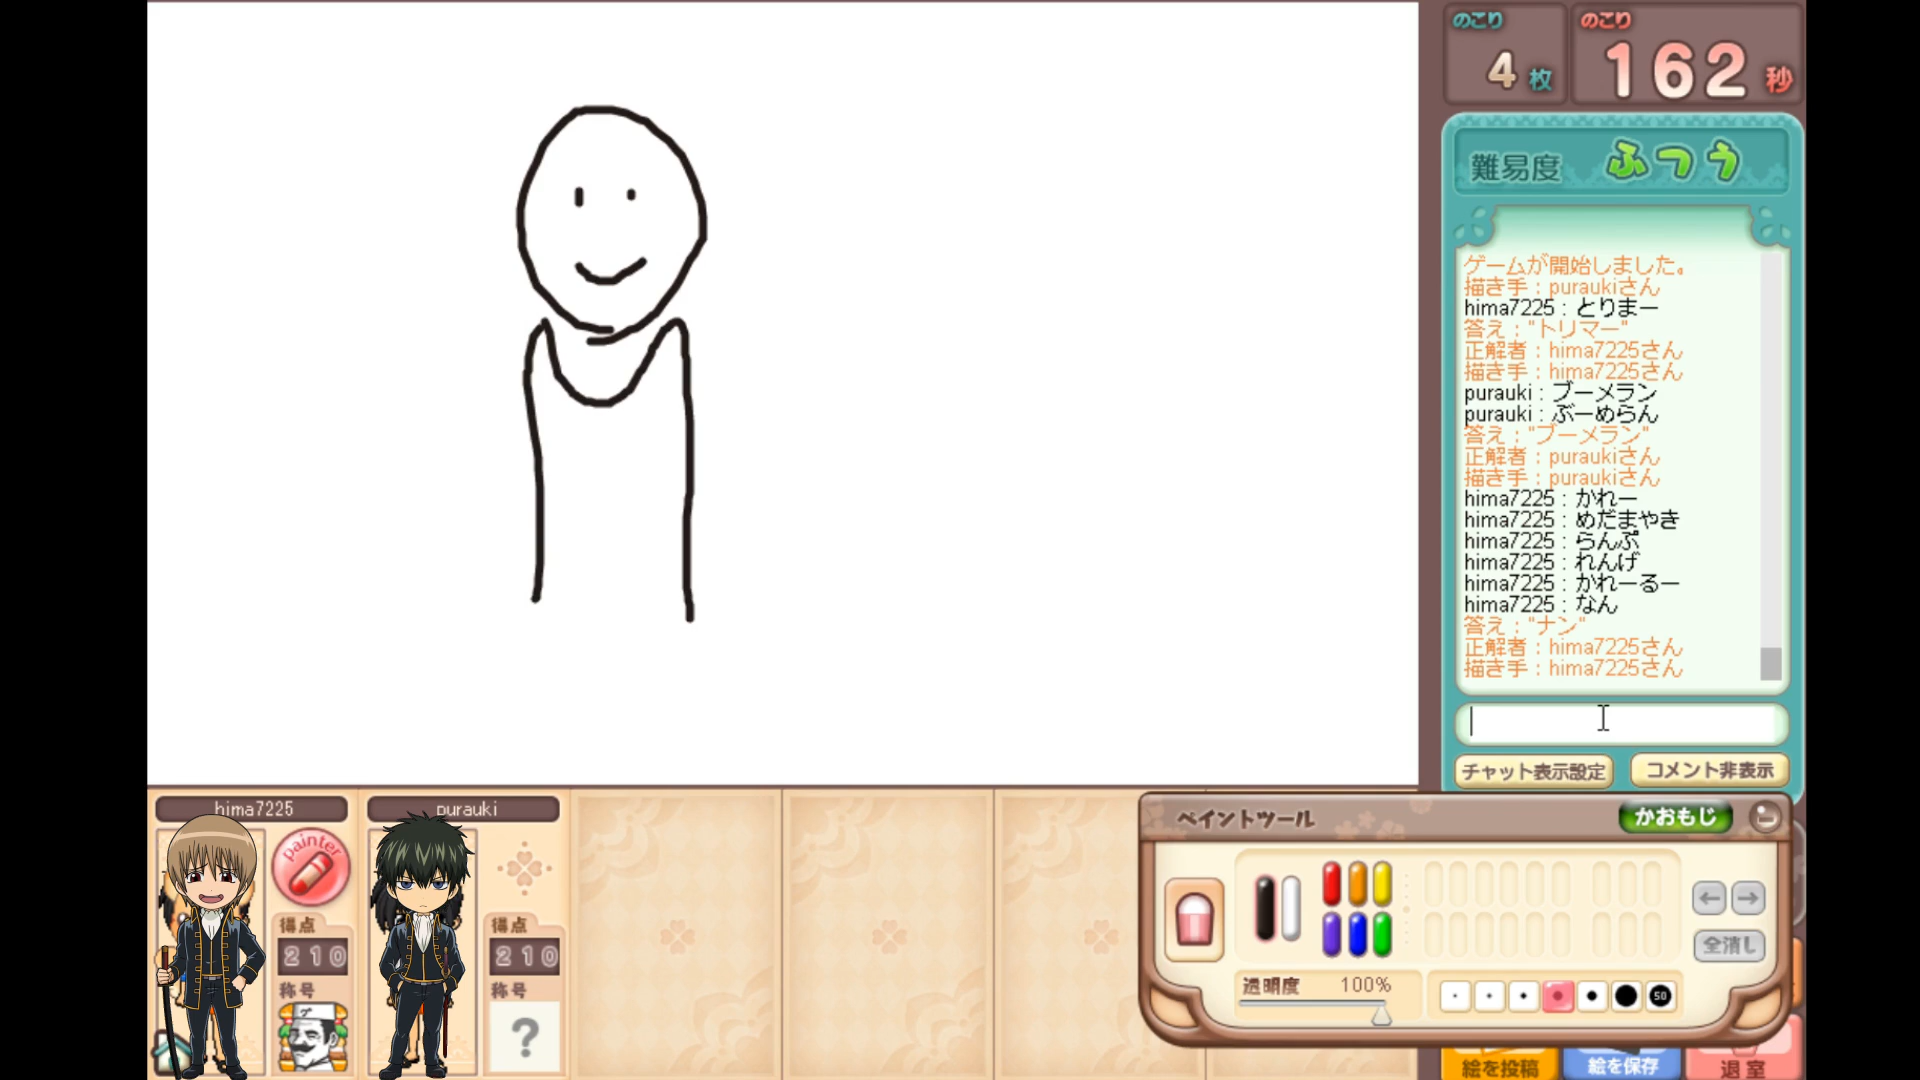 のこり
4枚
のこり
162秒
難易度 ふつう
ゲームが開始しました。
描き手：puraukiさん
hima7225：とりまー
答え："トリマー"
正解者：hima7225さん
描き手：hima7225さん
purauki：ブーメラン
purauki：ぶーめらん
答え："ブーメラン"
正解者：puraukiさん
描き手：puraukiさん
hima7225：かれー
hima7225：めだまやき
hima7225：らんぷ
hima7225：れんげ
hima7225：かれーるー
hima7225：なん
答え："ナン"
正解者：hima7225さん
描き手：hima7225さん
チャット表示設定
コメント非表示
hima7225
painter
得点
210
称号
purauki
得点
210
称号
?
ペイントツール
かおもじ
全消し
透明度 100%
50
絵を投稿
絵を保存
退室